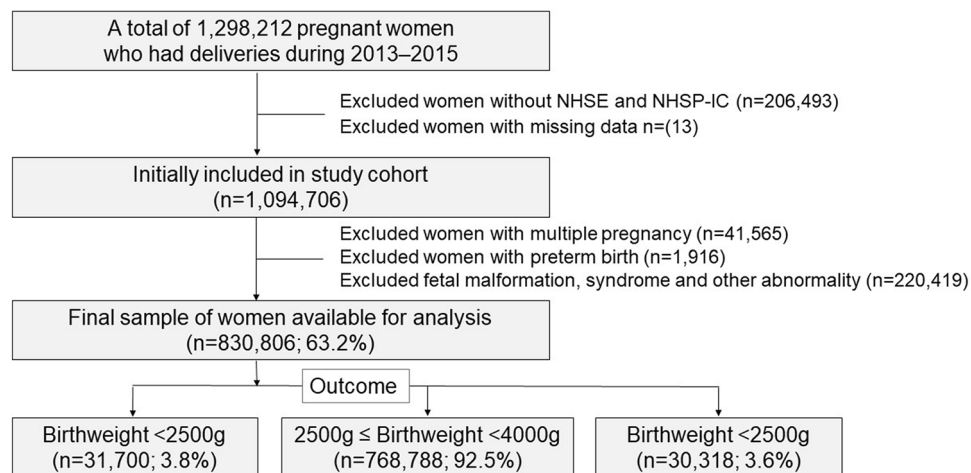 A total of 1,298,212 pregnant women
who had deliveries during 2013–2015
Excluded women without NHSE and NHSP-IC (n=206,493)
Excluded women with missing data n=(13)
Initially included in study cohort
(n=1,094,706)
Excluded women with multiple pregnancy (n=41,565)
Excluded women with preterm birth (n=1,916)
Excluded fetal malformation, syndrome and other abnormality (n=220,419)
Final sample of women available for analysis
(n=830,806; 63.2%)
Outcome
Birthweight <2500g
(n=31,700; 3.8%)
2500g ≤ Birthweight <4000g
(n=768,788; 92.5%)
Birthweight <2500g
(n=30,318; 3.6%)